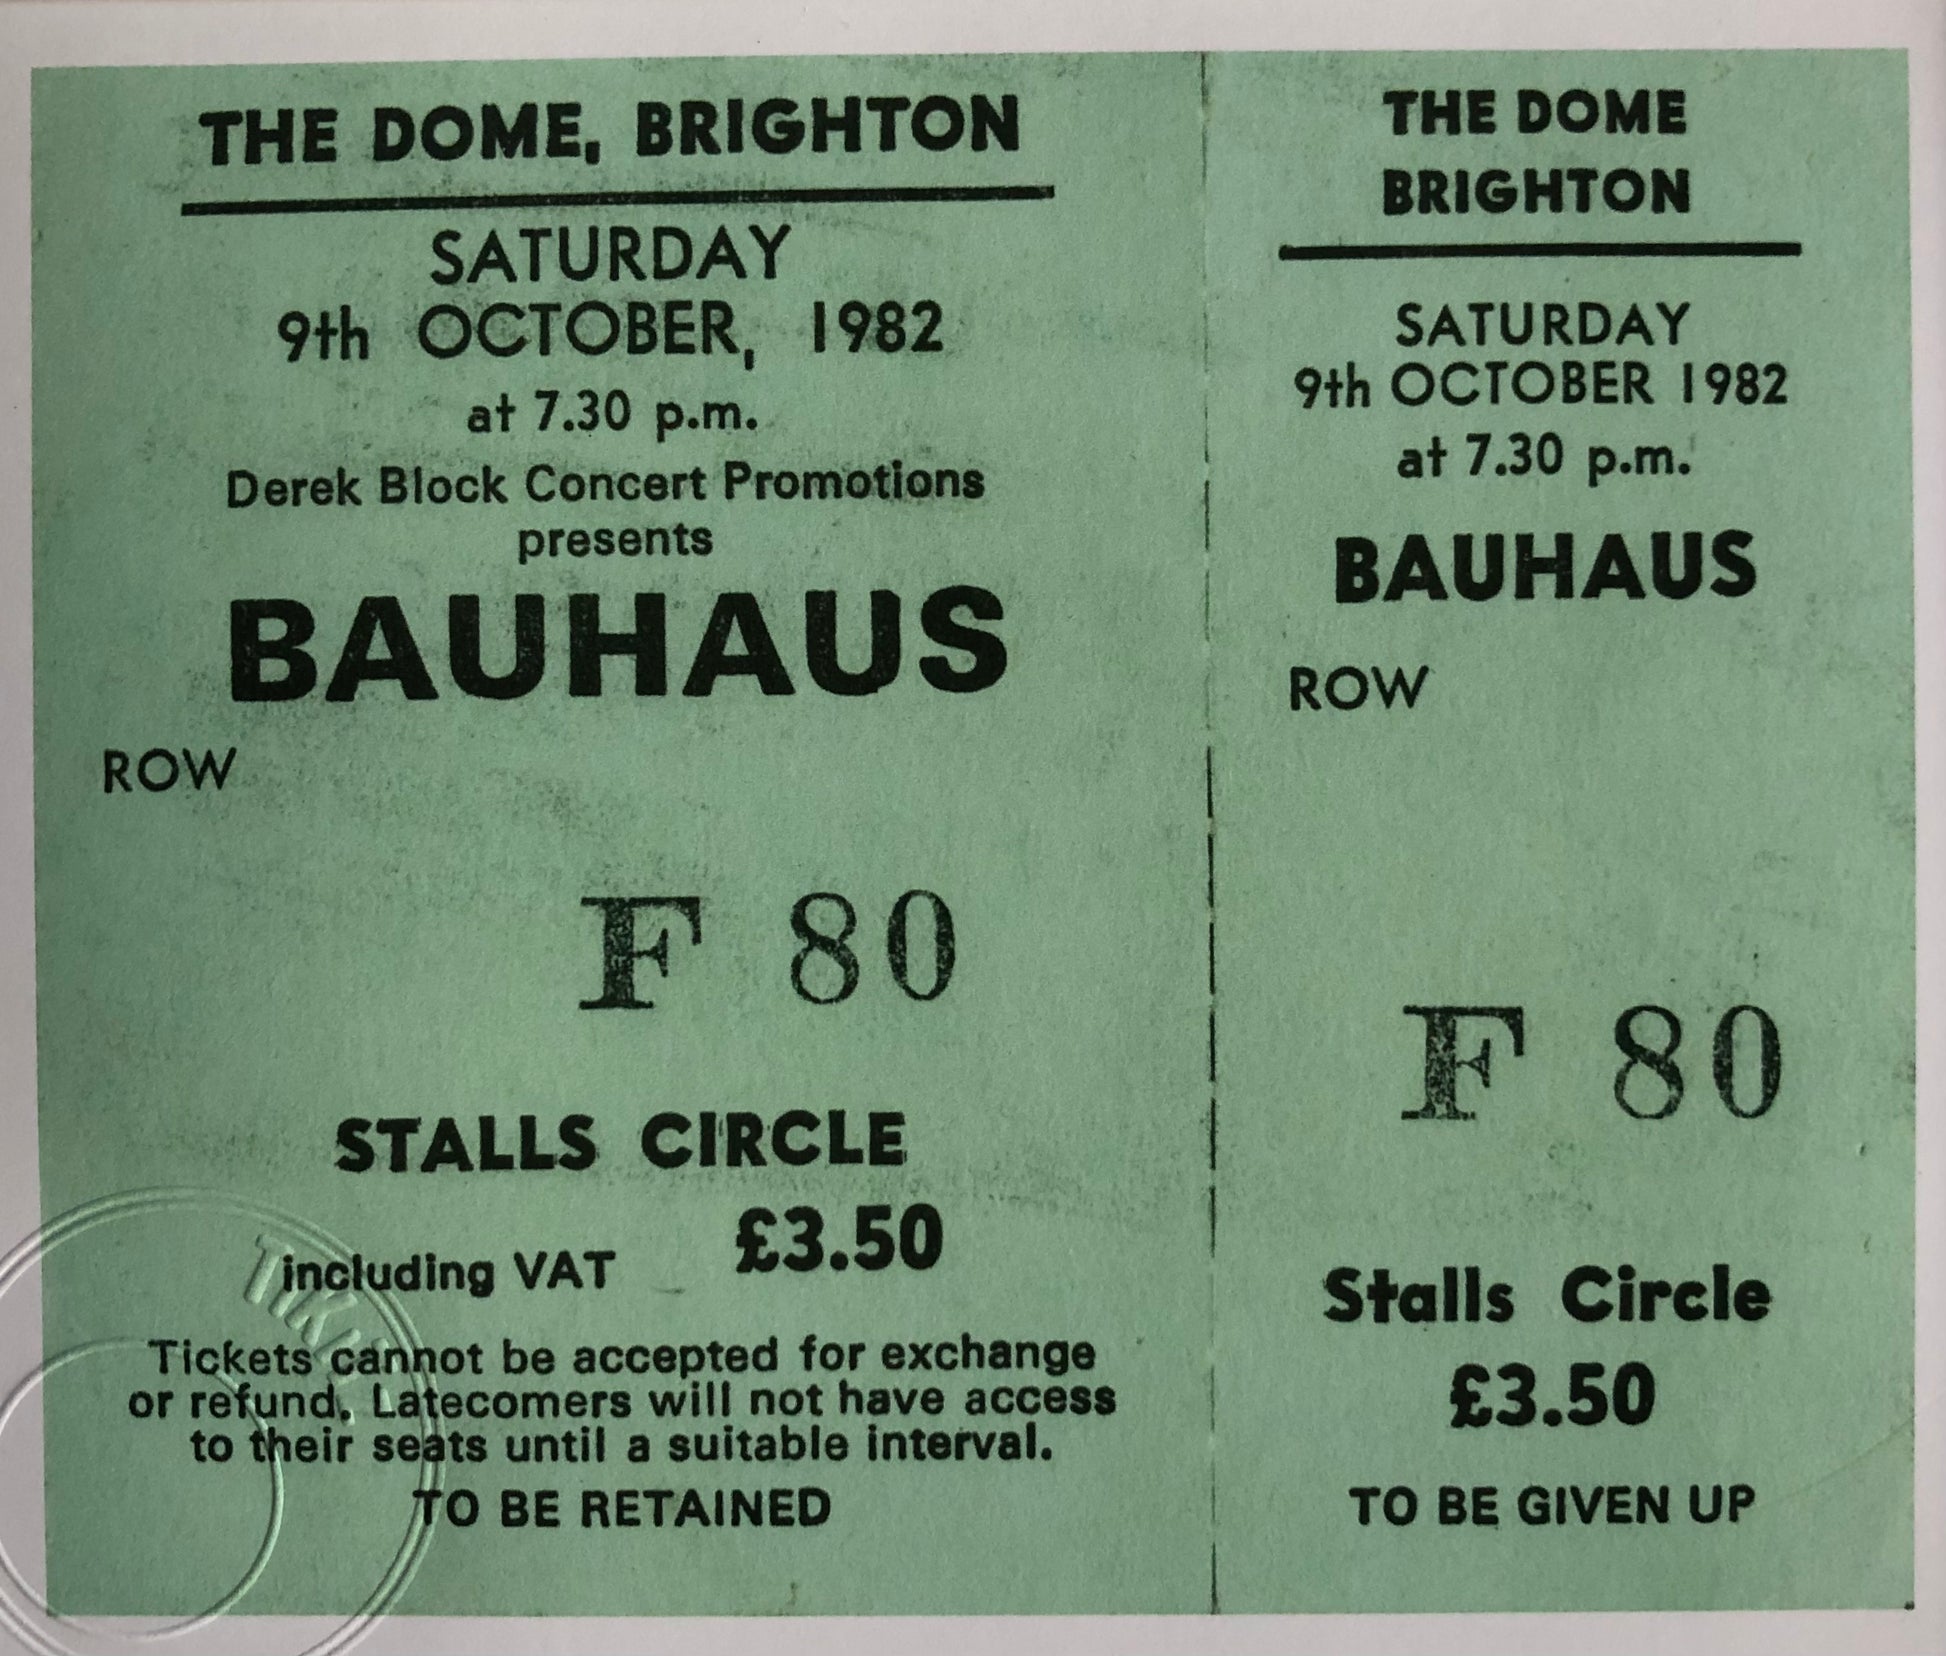 THE DOME, BRIGHTON
SATURDAY
9th OCTOBER, 1982
at 7.30 p.m.
Derek Block Concert Promotions
presents
BAUHAUS
ROW
F 80
STALLS CIRCLE
including VAT £3.50
Tickets cannot be accepted for exchange
or refund. Latecomers will not have access
to their seats until a suitable interval.
TO BE RETAINED
THE DOME
BRIGHTON
SATURDAY
9th OCTOBER 1982
at 7.30 p.m.
BAUHAUS
ROW
F 80
Stalls Circle
£3.50
TO BE GIVEN UP